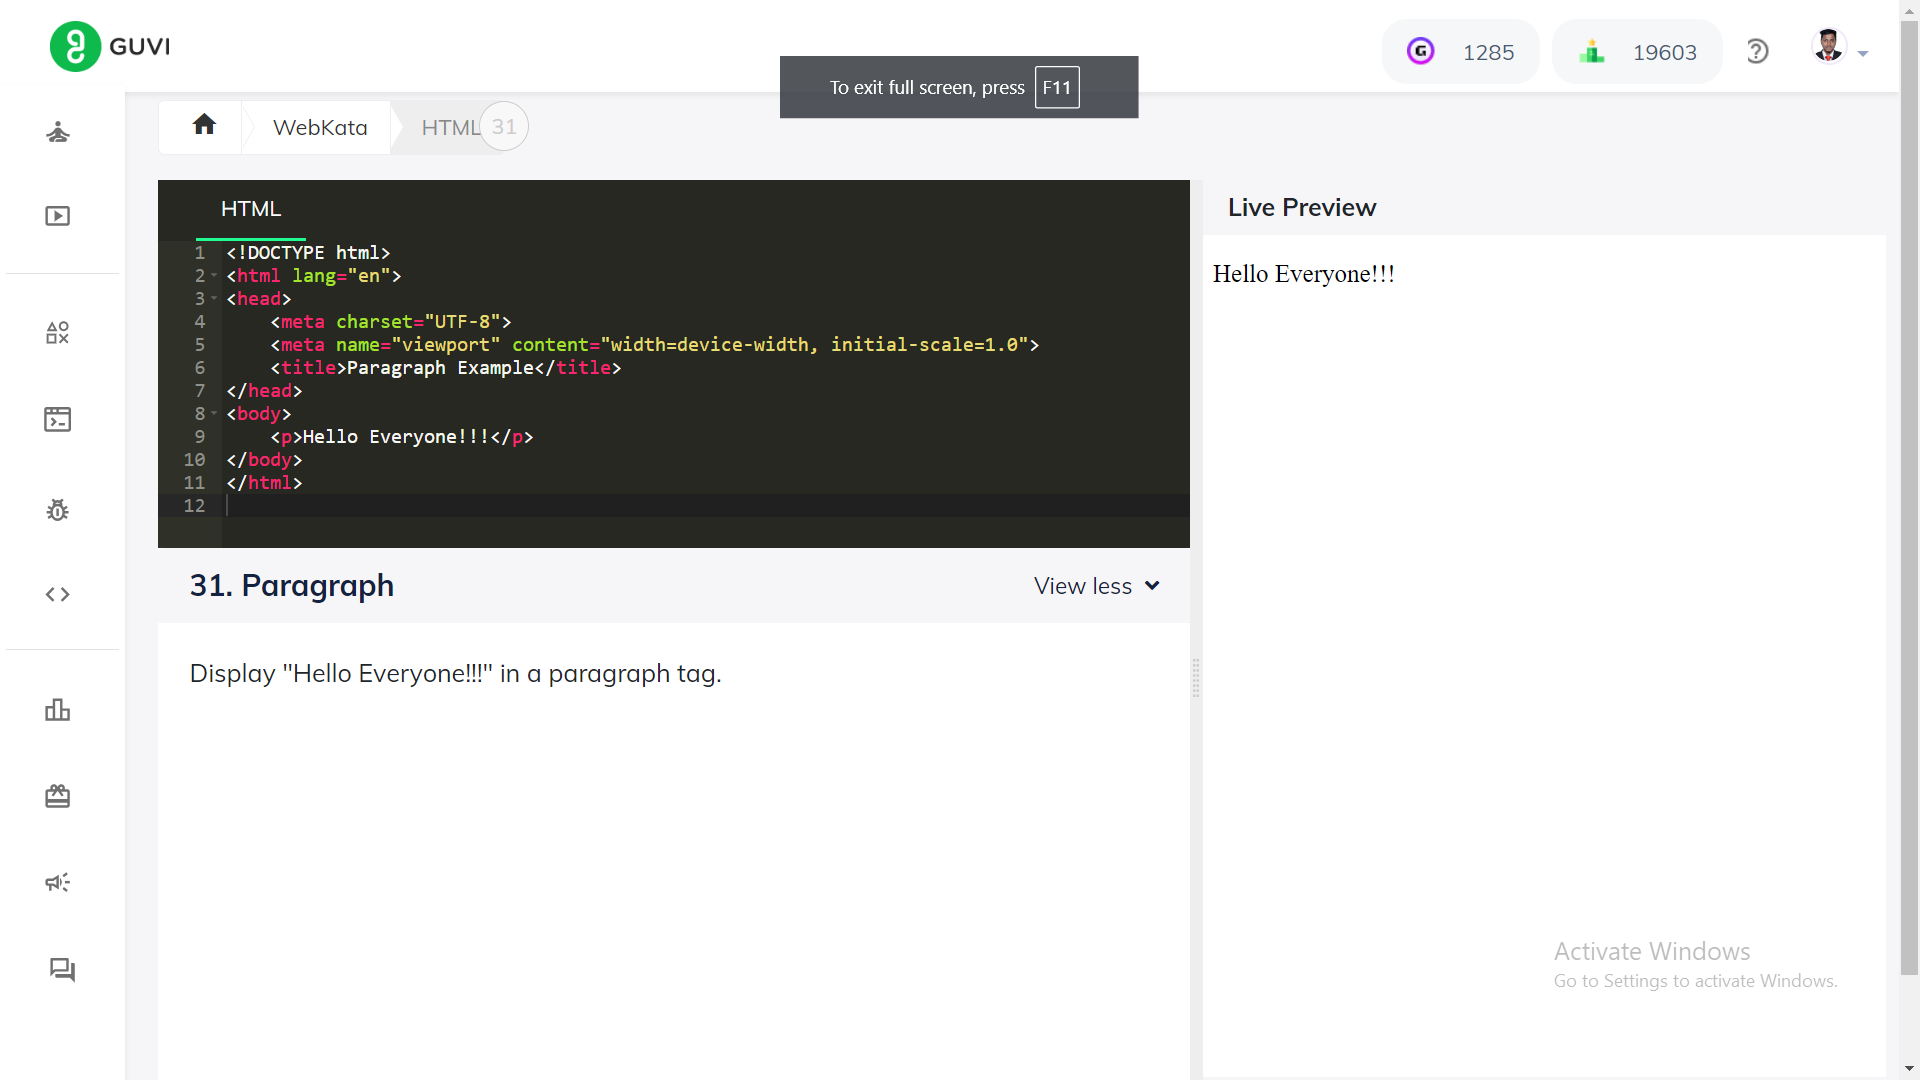 GUVI
1285
19603
To exit full screen, press F11
WebKata
HTML
31
HTML
Live Preview
1 <!DOCTYPE html>
2 <html lang="en">
3 <head>
4 <meta charset="UTF-8">
5 <meta name="viewport" content="width=device-width, initial-scale=1.0">
6 <title>Paragraph Example</title>
7 </head>
8 <body>
9 <p>Hello Everyone!!!</p>
10 </body>
11 </html>
12
Hello Everyone!!!
31. Paragraph
View less
Display "Hello Everyone!!!" in a paragraph tag.
Activate Windows
Go to Settings to activate Windows.